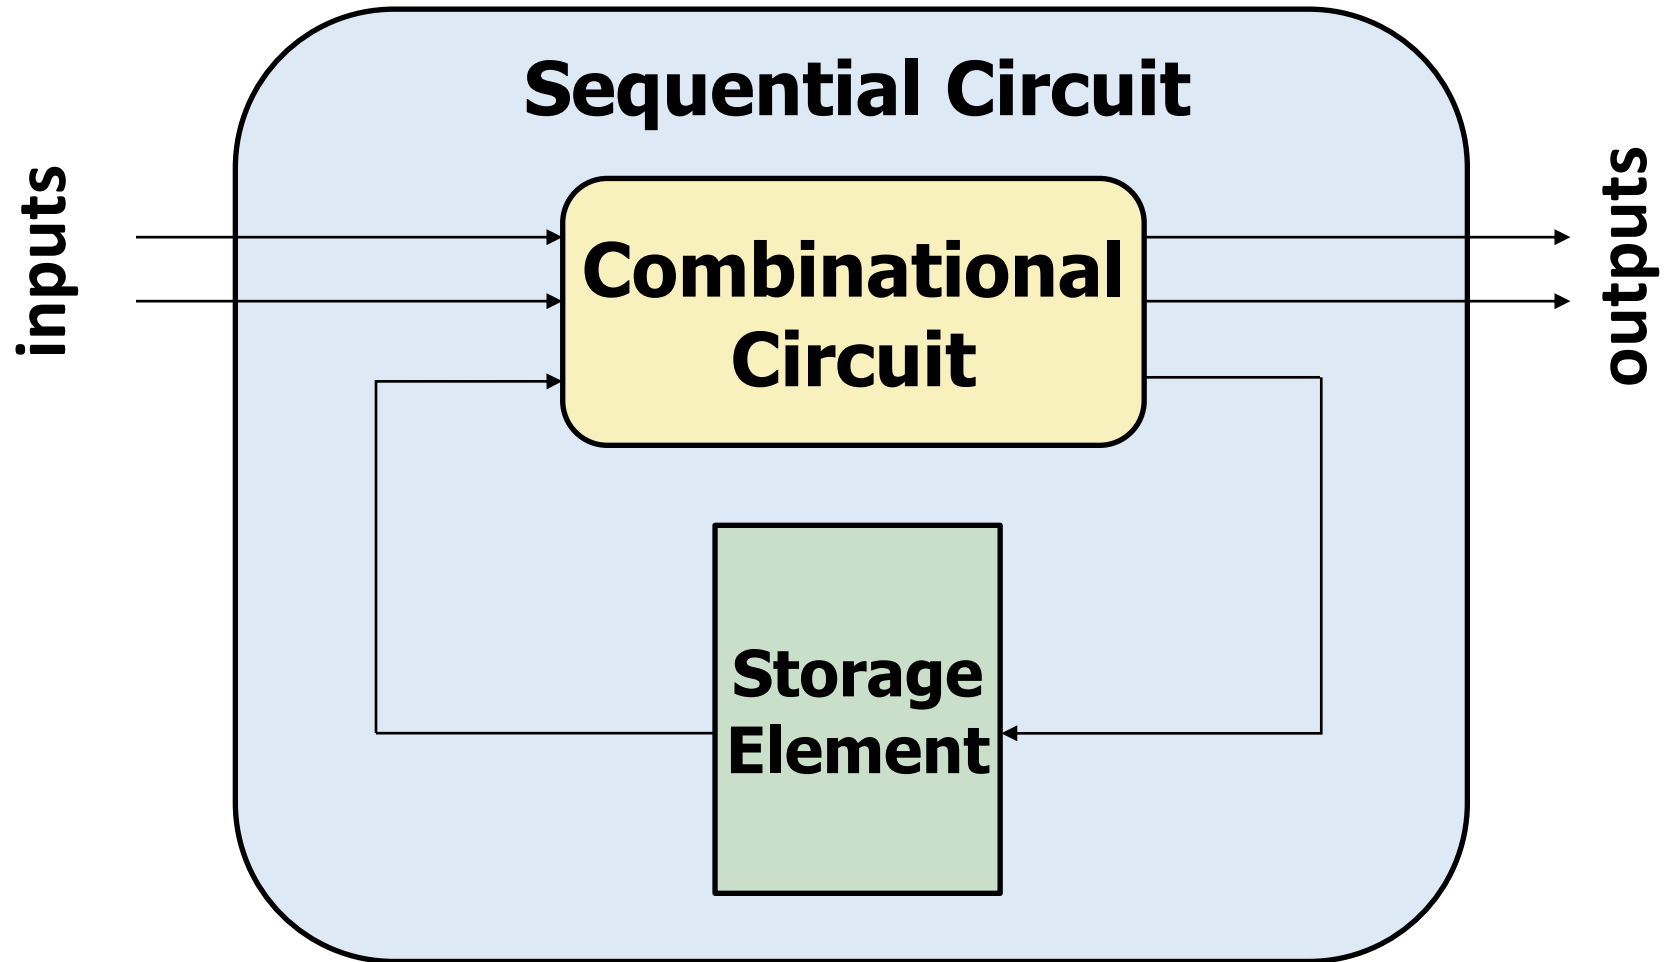 Sequential Circuit
inputs
Combinational
Circuit
outputs
Storage
Element